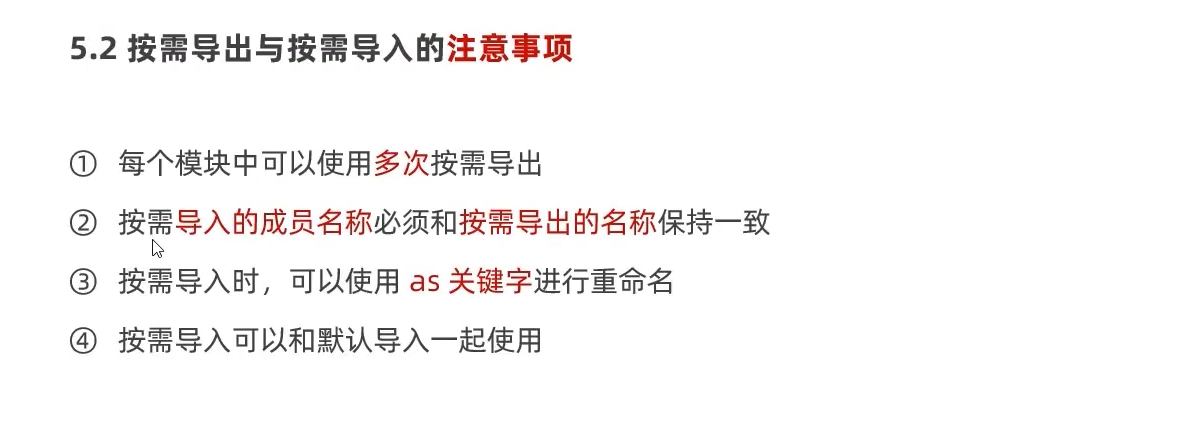 5.2 按需导出与按需导入的注意事项
① 每个模块中可以使用多次按需导出
② 按需导入的成员名称必须和按需导出的名称保持一致
③ 按需导入时，可以使用 as 关键字进行重命名
④ 按需导入可以和默认导入一起使用